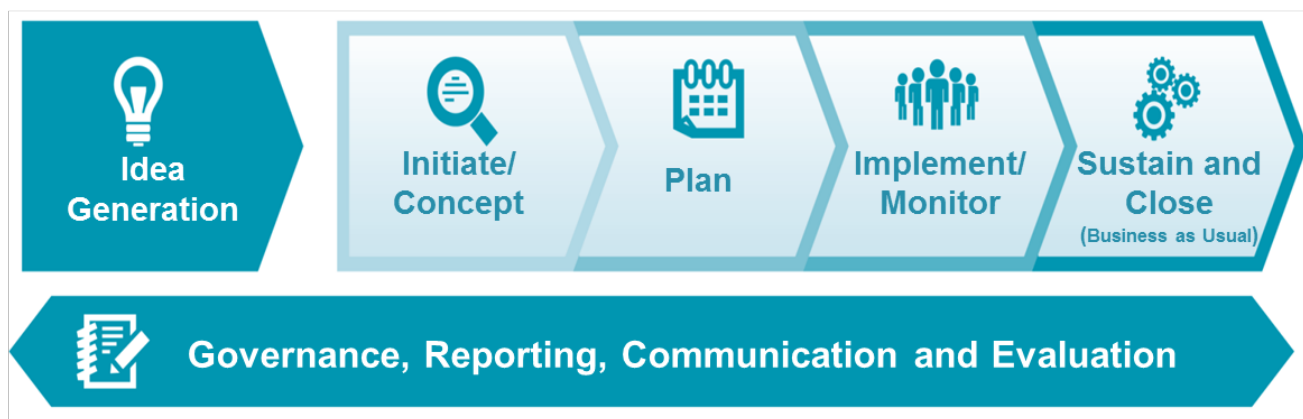 Idea
Generation
Initiate/
Concept
Plan
Implement/
Monitor
Sustain and
Close
(Business as Usual)
Governance, Reporting, Communication and Evaluation